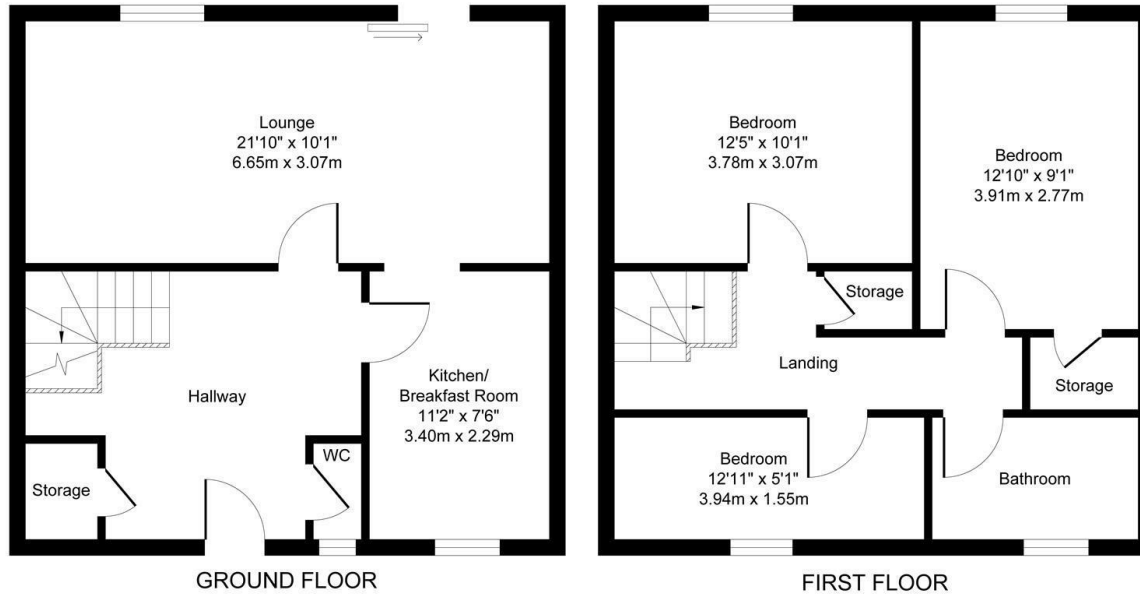 Lounge
21'10" x 10'1"
6.65m x 3.07m
Hallway
Kitchen/
Breakfast Room
11'2" x 7'6"
3.40m x 2.29m
WC
Storage
GROUND FLOOR
Bedroom
12'5" x 10'1"
3.78m x 3.07m
Bedroom
12'10" x 9'1"
3.91m x 2.77m
Storage
Landing
Storage
Bedroom
12'11" x 5'1"
3.94m x 1.55m
Bathroom
FIRST FLOOR